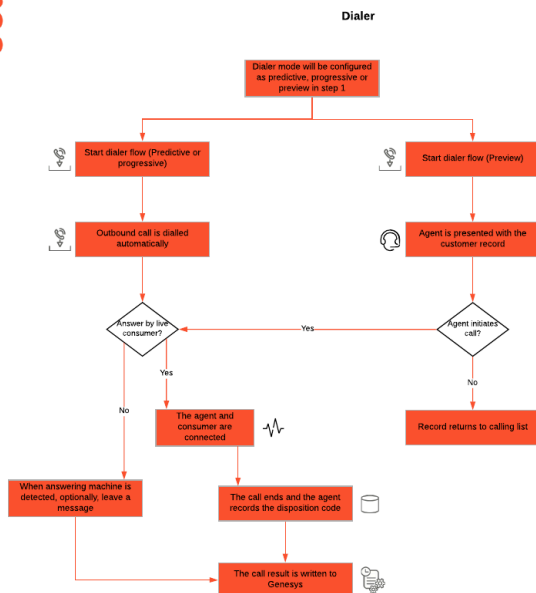 Dialer
Dialer mode will be configured
as predictive, progressive or
preview in step 1
Start dialer flow (Predictive or
progressive)
Start dialer flow (Preview)
Outbound call is dialled
automatically
Agent is presented with the
customer record
Answer by live
consumer?
Yes
Agent initiates
call?
Yes
No
No
The agent and
consumer are
connected
Record returns to calling list
When answering machine is
detected, optionally, leave a
message
The call ends and the agent
records the disposition code
The call result is written to
Genesys